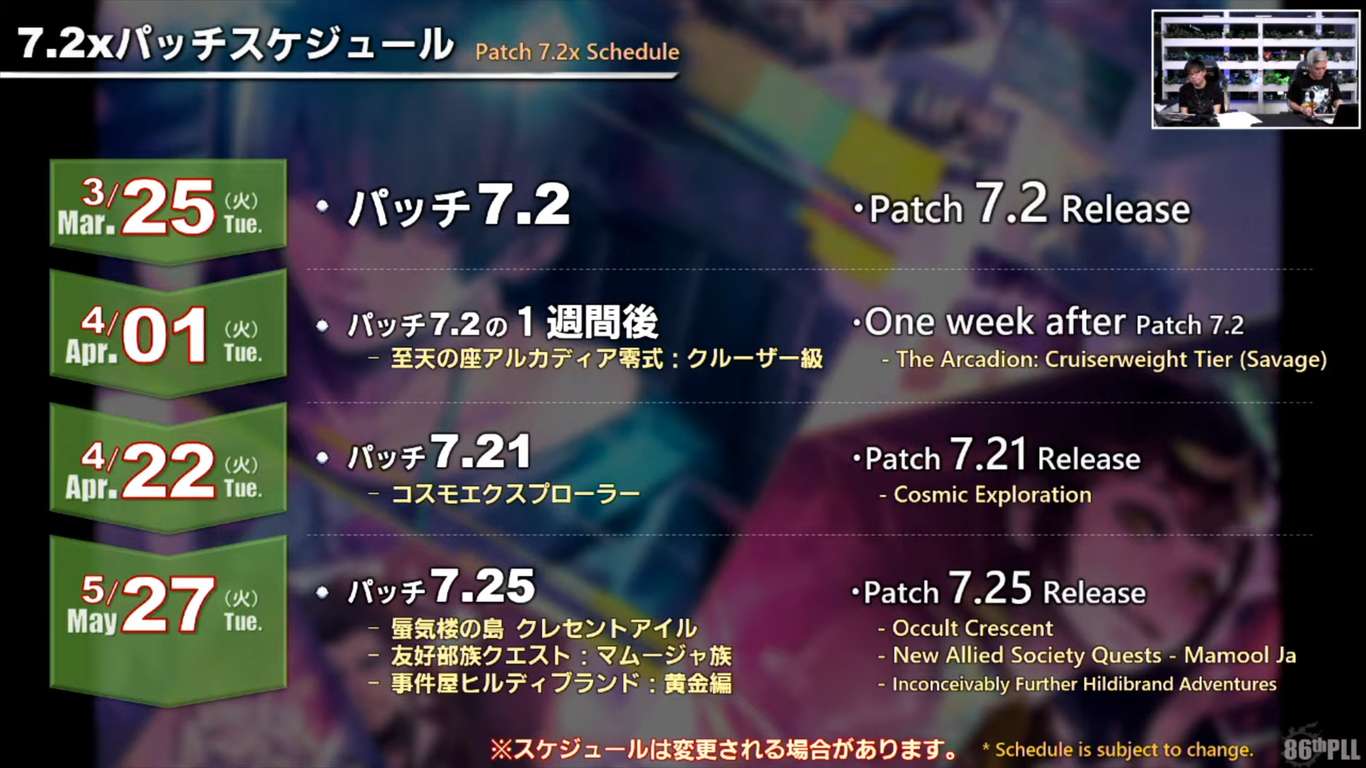 7.2xパッチスケジュール Patch 7.2x Schedule
3/25 (火)
Mar. Tue.
• パッチ7.2
•Patch 7.2 Release
4/01 (火)
Apr. Tue.
• パッチ7.2の1週間後
– 至天の座アルカディア零式：クルーザー級
•One week after Patch 7.2
- The Arcadion: Cruiserweight Tier (Savage)
4/22 (火)
Apr. Tue.
• パッチ7.21
– コスモエクスプローラー
•Patch 7.21 Release
- Cosmic Exploration
5/27 (火)
May Tue.
• パッチ7.25
– 蜃気楼の島 クレセントアイル
– 友好部族クエスト：マムージャ族
– 事件屋ヒルディブランド：黄金編
•Patch 7.25 Release
- Occult Crescent
- New Allied Society Quests - Mamool Ja
- Inconceivably Further Hildibrand Adventures
※スケジュールは変更される場合があります。 * Schedule is subject to change.
86thPLL